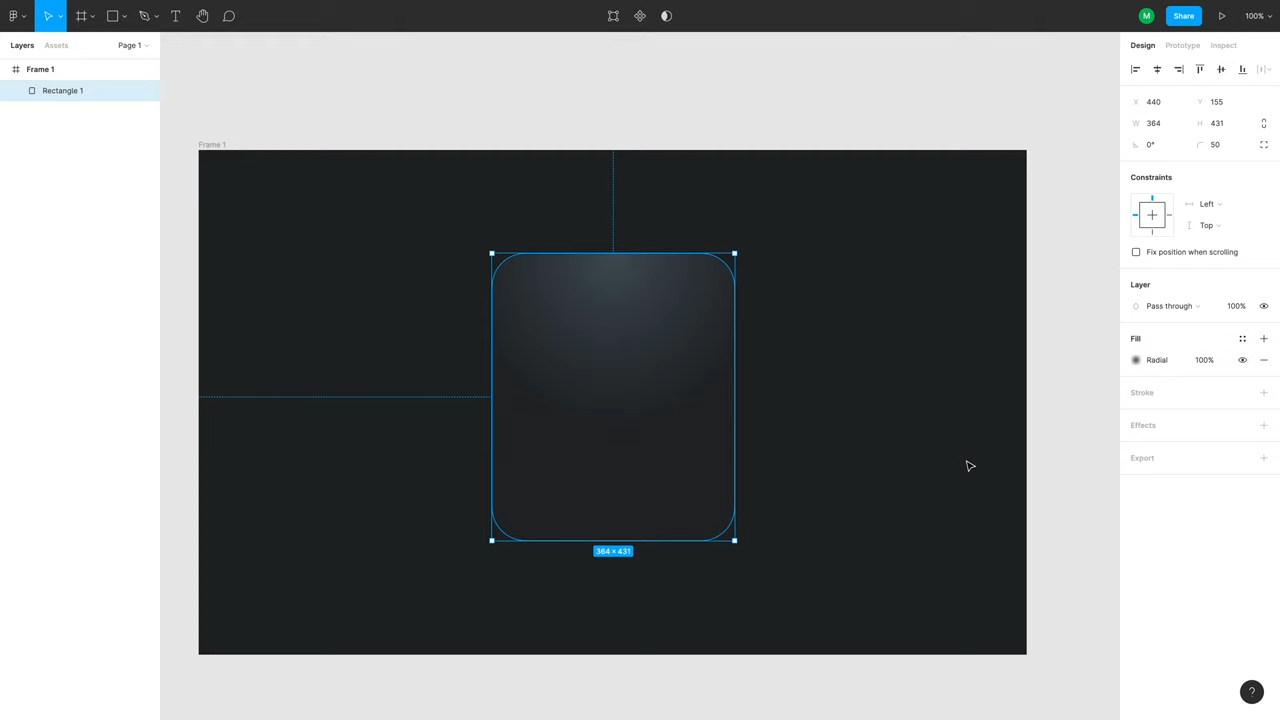 M
Share
100%
Layers
Assets
Page 1
Design
Prototype
Inspect
Frame 1
Rectangle 1
Frame 1
364 × 431
X 440
Y 155
W 364
H 431
0°
50
Constraints
Left
Top
Fix position when scrolling
Layer
Pass through
100%
Fill
Radial
100%
Stroke
Effects
Export
?